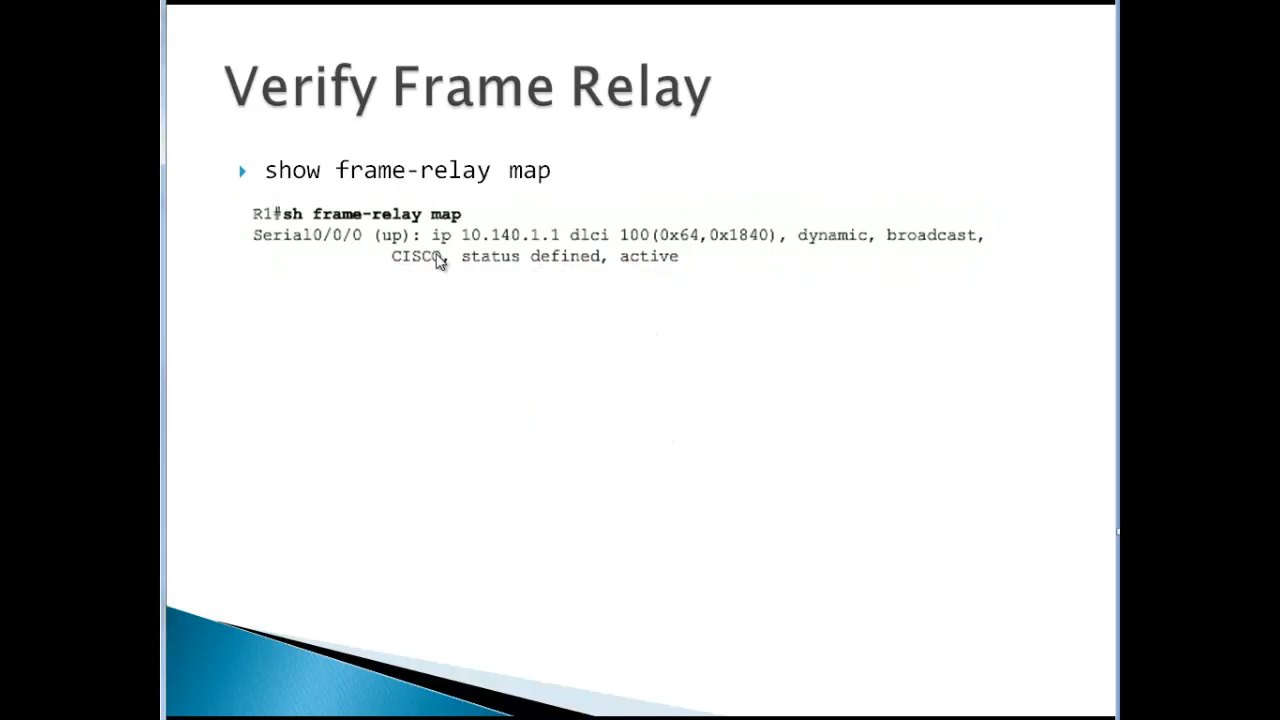 Verify Frame Relay
show frame-relay map
R1#sh frame-relay map
Serial0/0/0 (up): ip 10.140.1.1 dlci 100(0x64,0x1840), dynamic, broadcast,
CISCO, status defined, active